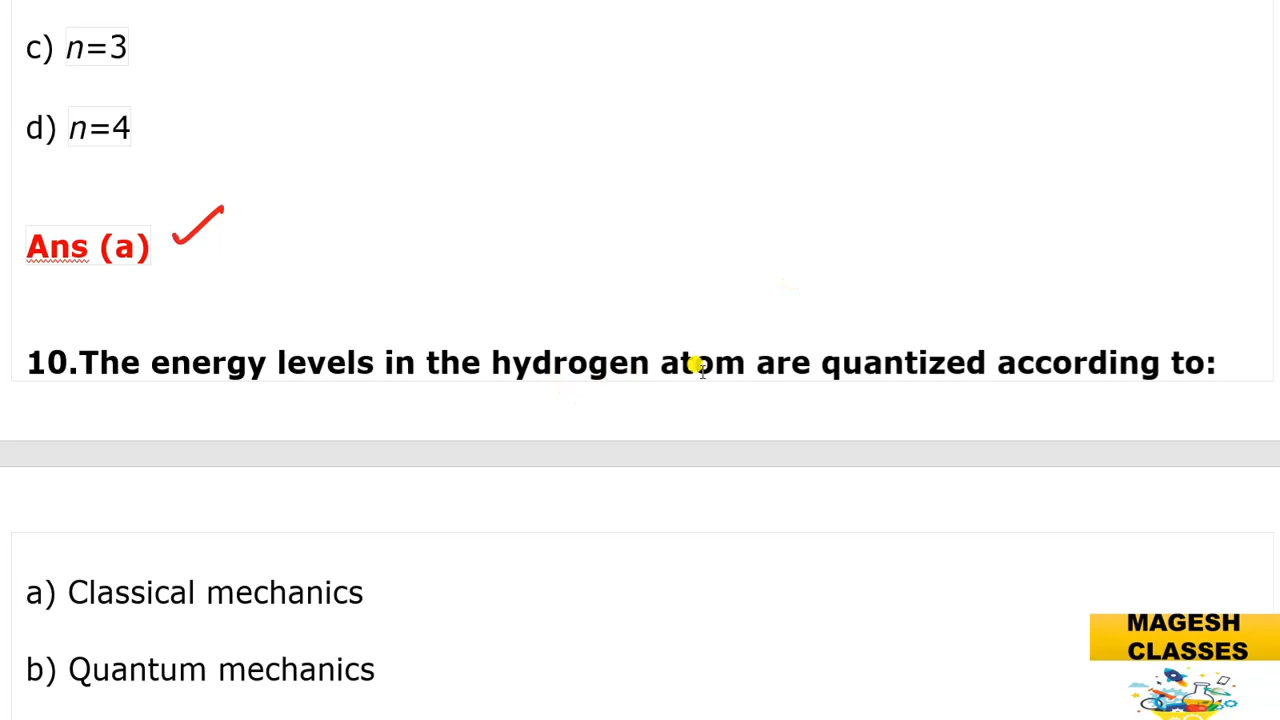 c) n=3
d) n=4
Ans (a)
10.The energy levels in the hydrogen atom are quantized according to:
a) Classical mechanics
b) Quantum mechanics
MAGESH
CLASSES